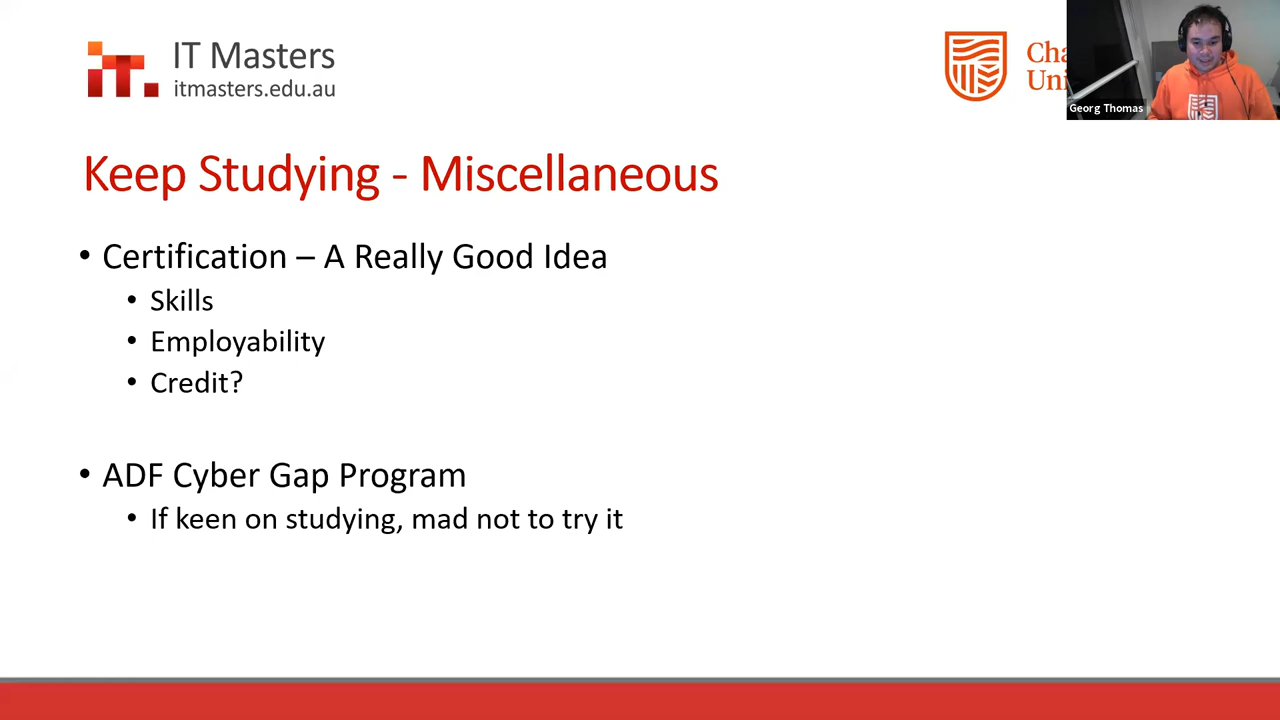 IT Masters
itmasters.edu.au
Georg Thomas
Keep Studying - Miscellaneous
• Certification – A Really Good Idea
• Skills
• Employability
• Credit?
• ADF Cyber Gap Program
• If keen on studying, mad not to try it